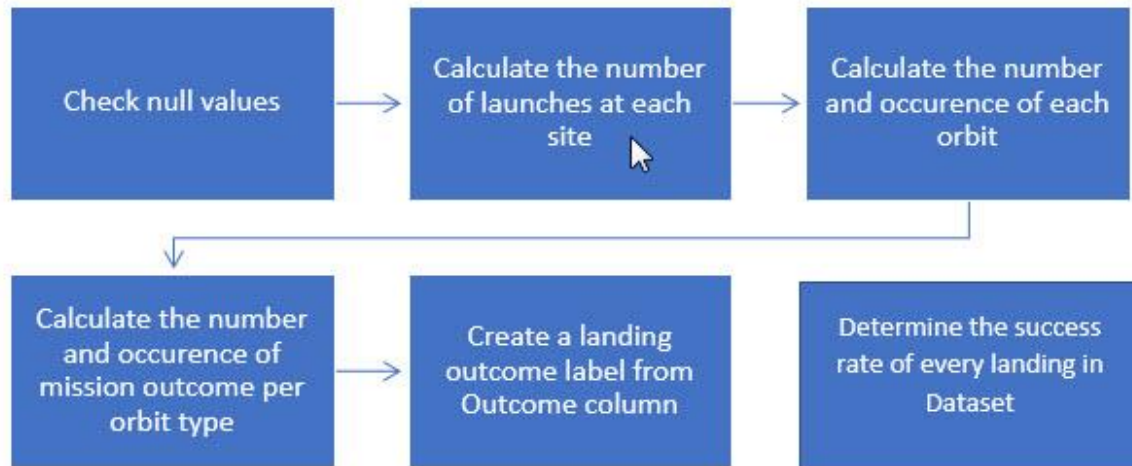 Check null values
Calculate the number
of launches at each
site
Calculate the number
and occurence of each
orbit
Calculate the number
and occurence of
mission outcome per
orbit type
Create a landing
outcome label from
Outcome column
Determine the success
rate of every landing in
Dataset